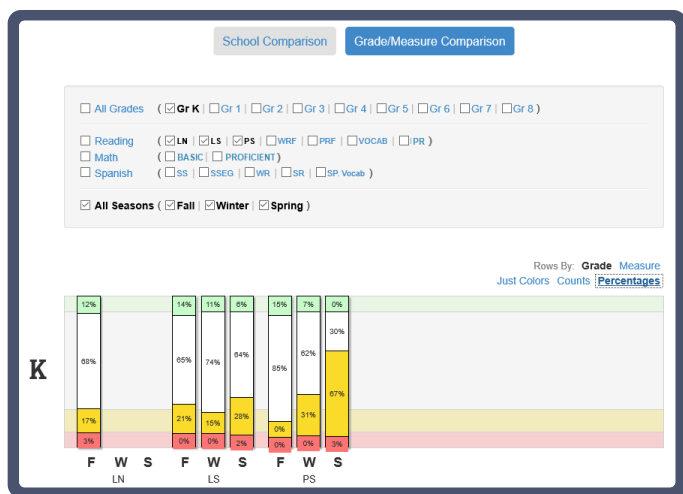 School Comparison Grade/Measure Comparison
All Grades ( Gr K | Gr 1 | Gr 2 | Gr 3 | Gr 4 | Gr 5 | Gr 6 | Gr 7 | Gr 8 )
Reading ( LN | LS | PS | WRF | PRF | VOCAB | IPR )
Math ( BASIC | PROFICIENT )
Spanish ( SS | SSEG | WR | SR | SP. Vocab )
All Seasons ( Fall | Winter | Spring )
Rows By: Grade Measure
Just Colors Counts Percentages
12% 14% 11% 6% 15% 7% 0%
30%
68% 65% 74% 64% 85% 62%
K
67%
17% 21% 15% 28% 0% 31%
3% 0% 0% 2% 0% 0% 3%
F W S F W S F W S
LN LS PS